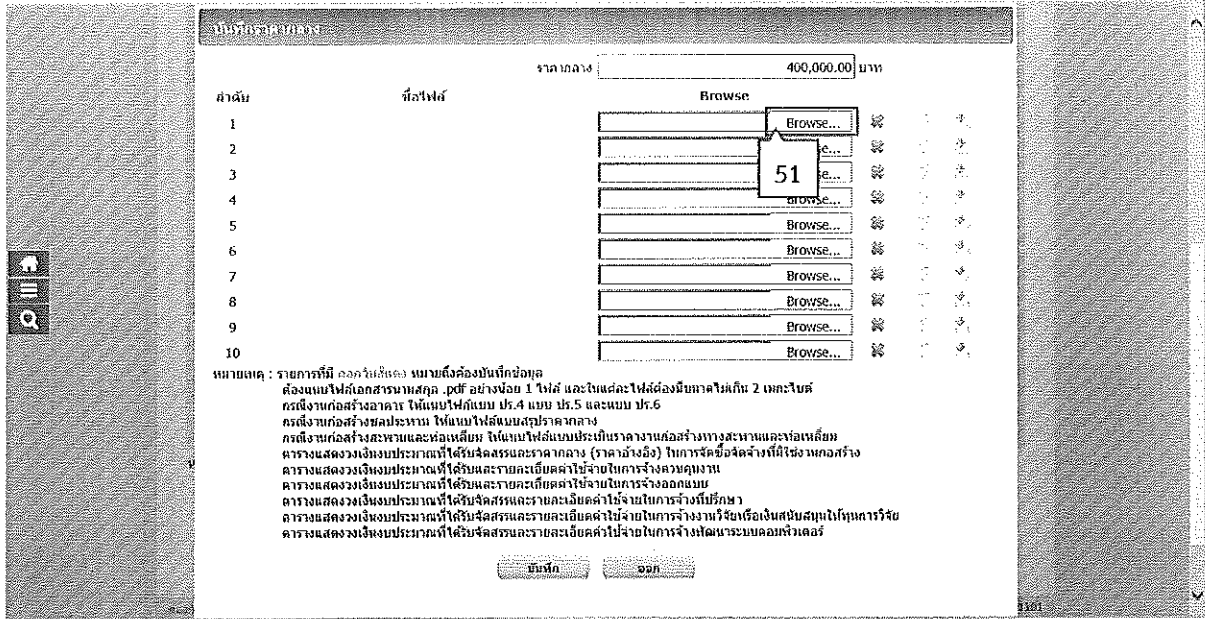 บันทึกราคากลาง
ราคากลาง 400,000.00 บาท
ลำดับ ชื่อไฟล์ Browse
1 Browse...
2 se...
3 se...
51
4 Browse...
5 Browse...
6 Browse...
7 Browse...
8 Browse...
9 Browse...
10 Browse...
หมายเหตุ : รายการที่มี ดอกจันสีแดง หมายถึงต้องบันทึกข้อมูล
ต้องแนบไฟล์เอกสารนามสกุล .pdf อย่างน้อย 1 ไฟล์ และในแต่ละไฟล์ต้องมีขนาดไม่เกิน 2 เมกะไบต์
กรณีงานก่อสร้างอาคาร ให้แนบไฟล์แบบ ปร.4 แบบ ปร.5 และแบบ ปร.6
กรณีงานก่อสร้างชลประทาน ให้แนบไฟล์แบบสรุปราคากลาง
กรณีงานก่อสร้างสะพานและท่อเหลี่ยม ให้แนบไฟล์แบบประเมินราคางานก่อสร้างทางสะพานและท่อเหลี่ยม
ตารางแสดงวงเงินงบประมาณที่ได้รับจัดสรรและราคากลาง (ราคาอ้างอิง) ในการจัดซื้อจัดจ้างที่มิใช่งานก่อสร้าง
ตารางแสดงวงเงินงบประมาณที่ได้รับและรายละเอียดค่าใช้จ่ายในการจ้างควบคุมงาน
ตารางแสดงวงเงินงบประมาณที่ได้รับและรายละเอียดค่าใช้จ่ายในการจ้างออกแบบ
ตารางแสดงวงเงินงบประมาณที่ได้รับจัดสรรและรายละเอียดค่าใช้จ่ายในการจ้างที่ปรึกษา
ตารางแสดงวงเงินงบประมาณที่ได้รับจัดสรรและรายละเอียดค่าใช้จ่ายในการจ้างงานวิจัยหรือเงินสนับสนุนให้ทุนการวิจัย
ตารางแสดงวงเงินงบประมาณที่ได้รับจัดสรรและรายละเอียดค่าใช้จ่ายในการจ้างพัฒนาระบบคอมพิวเตอร์
บันทึก ออก